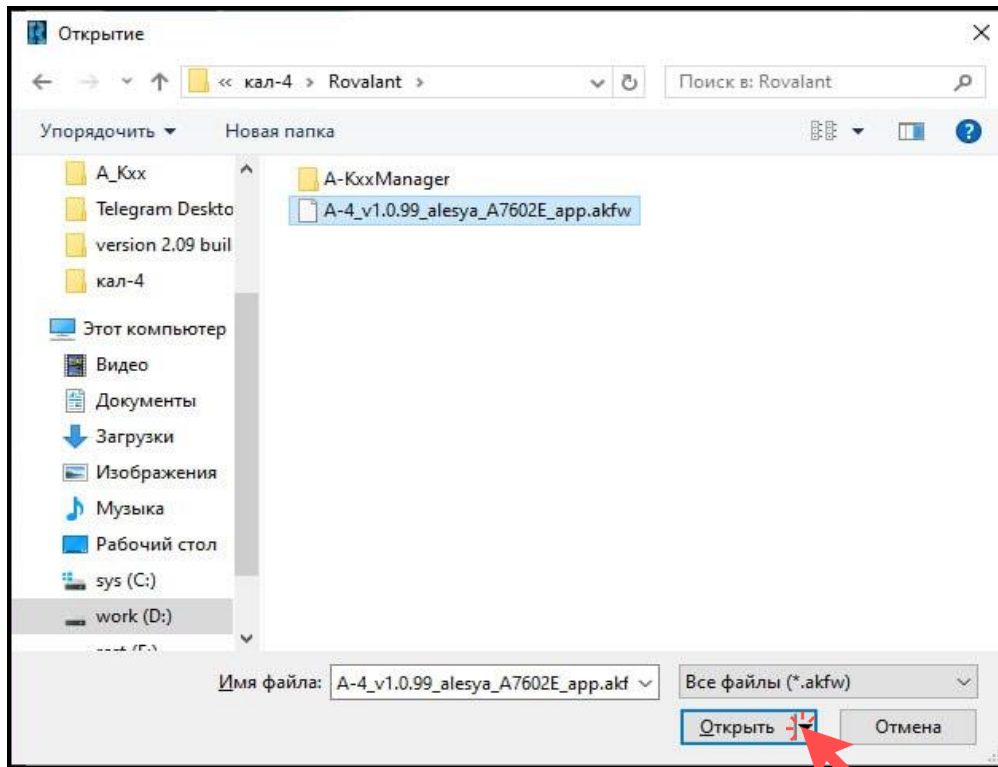 Открытие
« кал-4 › Rovalant ›
Поиск в: Rovalant
Упорядочить
Новая папка
A_Kxx
Telegram Deskto
version 2.09 buil
кал-4
Этот компьютер
Видео
Документы
Загрузки
Изображения
Музыка
Рабочий стол
sys (C:)
work (D:)
A-KxxManager
A-4_v1.0.99_alesya_A7602E_app.akfw
Имя файла:
A-4_v1.0.99_alesya_A7602E_app.akf
Все файлы (*.akfw)
Открыть
Отмена